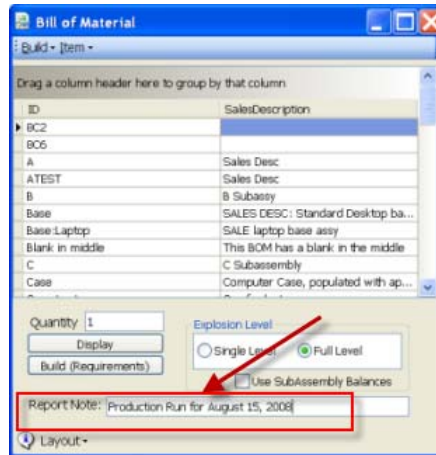 Bill of Material
Build Item
Drag a column header here to group by that column
ID SalesDescription
BC2
BC6
A Sales Desc
ATEST Sales Desc
B B Subassy
Base SALES DESC: Standard Desktop ba...
Base:Laptop SALE laptop base assy
Blank in middle This BOM has a blank in the middle
C C Subassembly
Case Computer Case, populated with ap...
Quantity 1
Explosion Level
Display
Single Level Full Level
Build (Requirements)
Use SubAssembly Balances
Report Note: Production Run for August 15, 2008
Layout